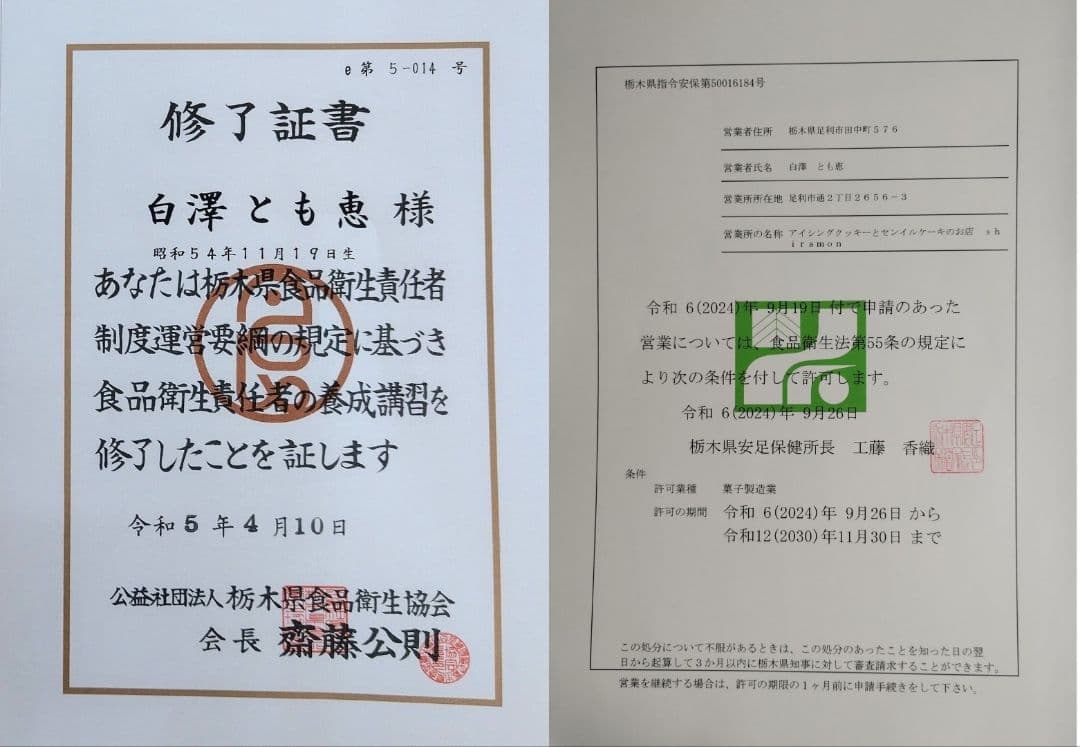 e第 5-014 号
修了証書
白澤とも恵 様
昭和54年11月19日生
あなたは栃木県食品衛生責任者
制度運営要綱の規定に基づき
食品衛生責任者の養成講習を
修了したことを証します
令和5年4月10日
公益社団法人栃木県食品衛生協会
会長 齋藤公則
栃木県指令安保第50016184号
営業者住所 栃木県足利市田中町576
営業者氏名 白澤 とも恵
営業所所在地 足利市通2丁目2656-3
営業所の名称 アイシングクッキーとセンイルケーキのお店 sh
iramon
令和 6(2024)年 9月19日 付で申請のあった
営業については、食品衛生法第55条の規定に
より次の条件を付して許可します。
令和 6(2024)年 9月26日
栃木県安足保健所長 工藤 香織
条件
許可業種 菓子製造業
許可の期間 令和 6(2024)年 9月26日 から
令和12(2030)年11月30日 まで
この処分について不服があるときは、この処分のあったことを知った日の翌
日から起算して3か月以内に栃木県知事に対して審査請求することができます。
営業を継続する場合は、許可の期限の1ヶ月前に申請手続きをして下さい。